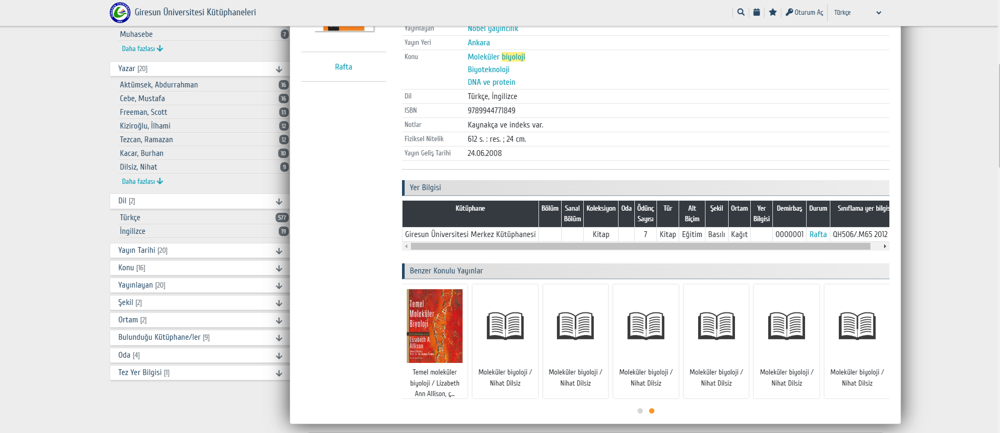 Giresun Üniversitesi Kütüphaneleri
Oturum Aç
Türkçe
Muhasebe 7
Daha fazlası
Yazar [20]
Aktümsek, Abdurrahman 16
Cebe, Mustafa 16
Freeman, Scott 13
Kiziroğlu, İlhami 12
Tezcan, Ramazan 12
Kacar, Burhan 10
Dilsiz, Nihat 9
Daha fazlası
Dil [2]
Türkçe 577
İngilizce 19
Yayın Tarihi [20]
Konu [16]
Yayınlayan [20]
Şekil [2]
Ortam [2]
Bulunduğu Kütüphane/ler [9]
Oda [4]
Tez Yer Bilgisi [1]
Rafta
Yayınlayan Nobel yayıncılık
Yayın Yeri Ankara
Konu Moleküler biyoloji
Biyoteknoloji
DNA ve protein
Dil Türkçe, İngilizce
ISBN 9789944771849
Notlar Kaynakça ve indeks var.
Fiziksel Nitelik 612 s. : res. ; 24 cm.
Yayın Geliş Tarihi 24.06.2008
Yer Bilgisi
Kütüphane Bölüm Sanal Bölüm Koleksiyon Oda Ödünç Sayısı Tür Alt Biçim Şekil Ortam Yer Bilgisi Demirbaş Durum Sınıflama yer bilgis
Giresun Üniversitesi Merkez Kütüphanesi Kitap 7 Kitap Eğitim Basılı Kağıt 0000001 Rafta QH506/.M65 2012
Benzer Konulu Yayınlar
Temel
Moleküler
Biyoloji
Lizabeth A.
Allison
Temel moleküler
biyoloji / Lizabeth
Ann Allison, ç...
Moleküler biyoloji /
Nihat Dilsiz
Moleküler biyoloji /
Nihat Dilsiz
Moleküler biyoloji /
Nihat Dilsiz
Moleküler biyoloji /
Nihat Dilsiz
Moleküler biyoloji /
Nihat Dilsiz
Moleküler biyoloji /
Nihat Dilsiz